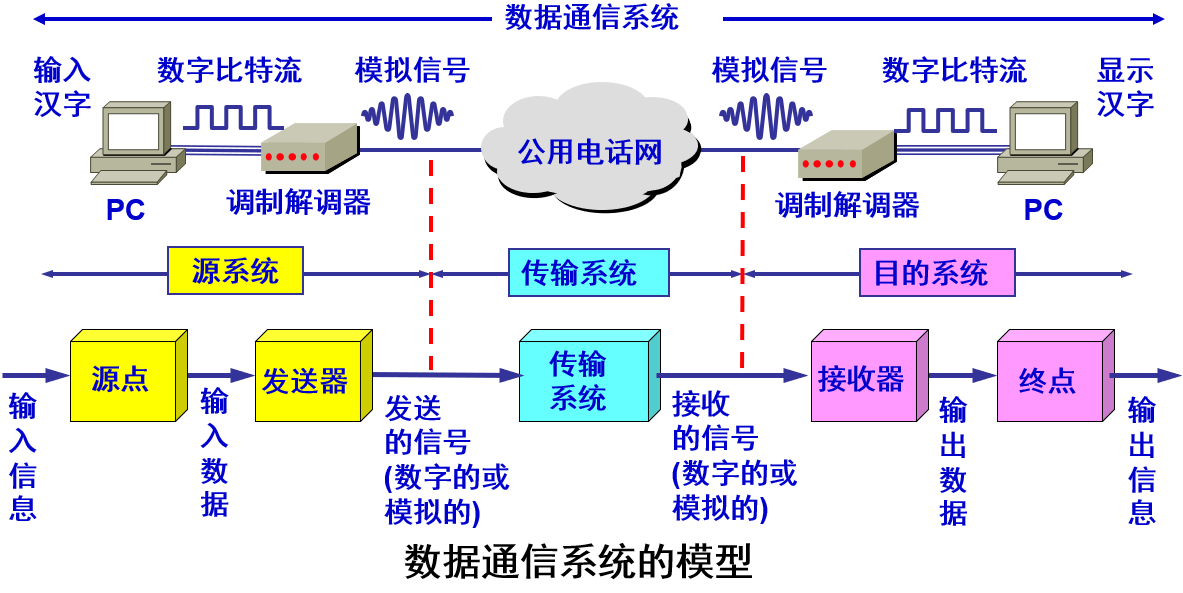 数据通信系统
输入
汉字
数字比特流
模拟信号
模拟信号
数字比特流
显示
汉字
公用电话网
PC
调制解调器
调制解调器
PC
源系统
传输系统
目的系统
源点
发送器
传输
系统
接收器
终点
输入信息
输入数据
发送
的信号
(数字的或
模拟的)
接收
的信号
(数字的或
模拟的)
输出数据
输出信息
数据通信系统的模型